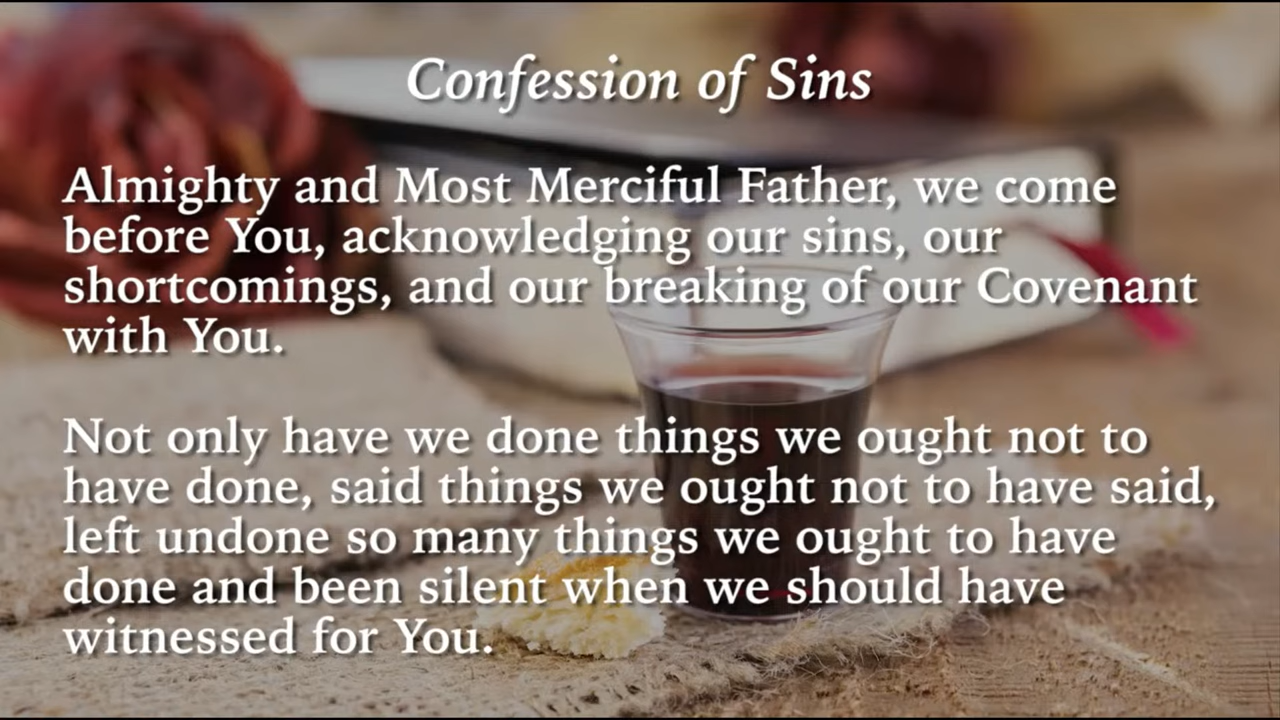 Confession of Sins
Almighty and Most Merciful Father, we come
before You, acknowledging our sins, our
shortcomings, and our breaking of our Covenant
with You.
Not only have we done things we ought not to
have done, said things we ought not to have said,
left undone so many things we ought to have
done and been silent when we should have
witnessed for You.